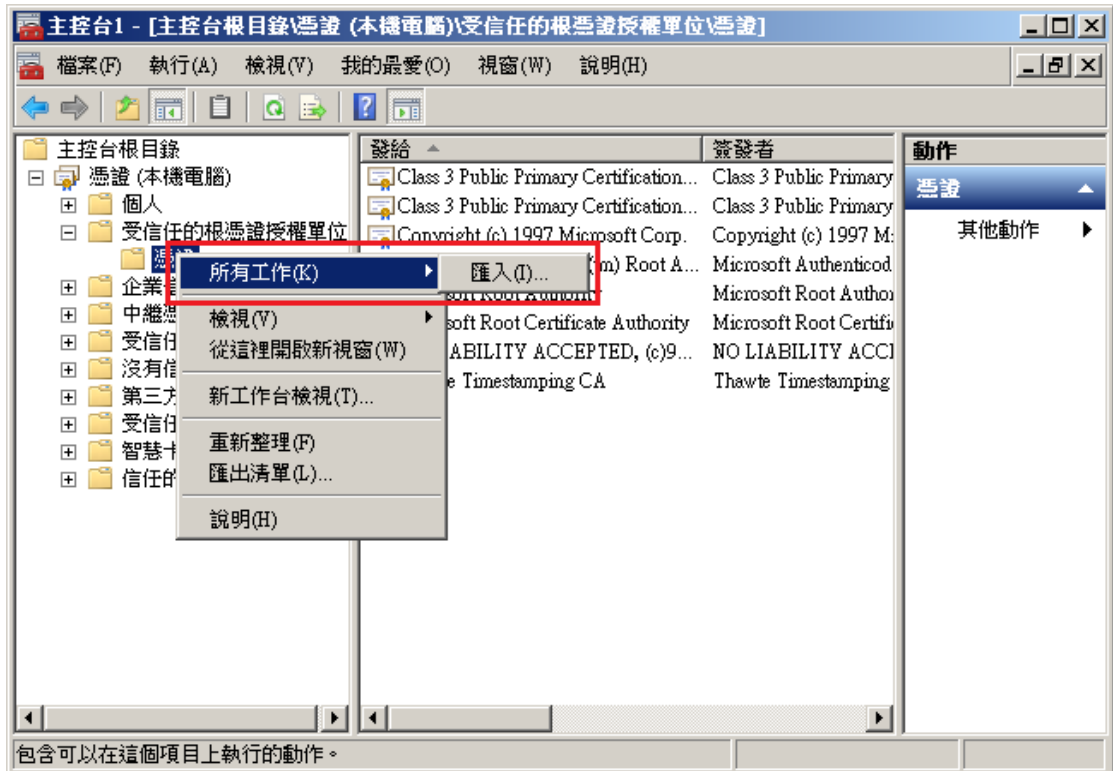 主控台1 - [主控台根目錄\憑證 (本機電腦)\受信任的根憑證授權單位\憑證]
檔案(F) 執行(A) 檢視(V) 我的最愛(O) 視窗(W) 說明(H)
主控台根目錄
憑證 (本機電腦)
個人
受信任的根憑證授權單位
憑證
企業
中繼憑
受信任
沒有信
第三方
受信任
智慧卡
信任的
所有工作(K)
匯入(I)...
檢視(V)
從這裡開啟新視窗(W)
新工作台檢視(T)...
重新整理(F)
匯出清單(L)...
說明(H)
發給 簽發者
Class 3 Public Primary Certification... Class 3 Public Primary
Class 3 Public Primary Certification... Class 3 Public Primary
Copyright (c) 1997 Microsoft Corp. Copyright (c) 1997 M
m) Root A... Microsoft Authenticod
soft Root Authority Microsoft Root Author
soft Root Certificate Authority Microsoft Root Certifi
ABILITY ACCEPTED, (c)9... NO LIABILITY ACC
e Timestamping CA Thawte Timestamping
動作
憑證
其他動作
包含可以在這個項目上執行的動作。